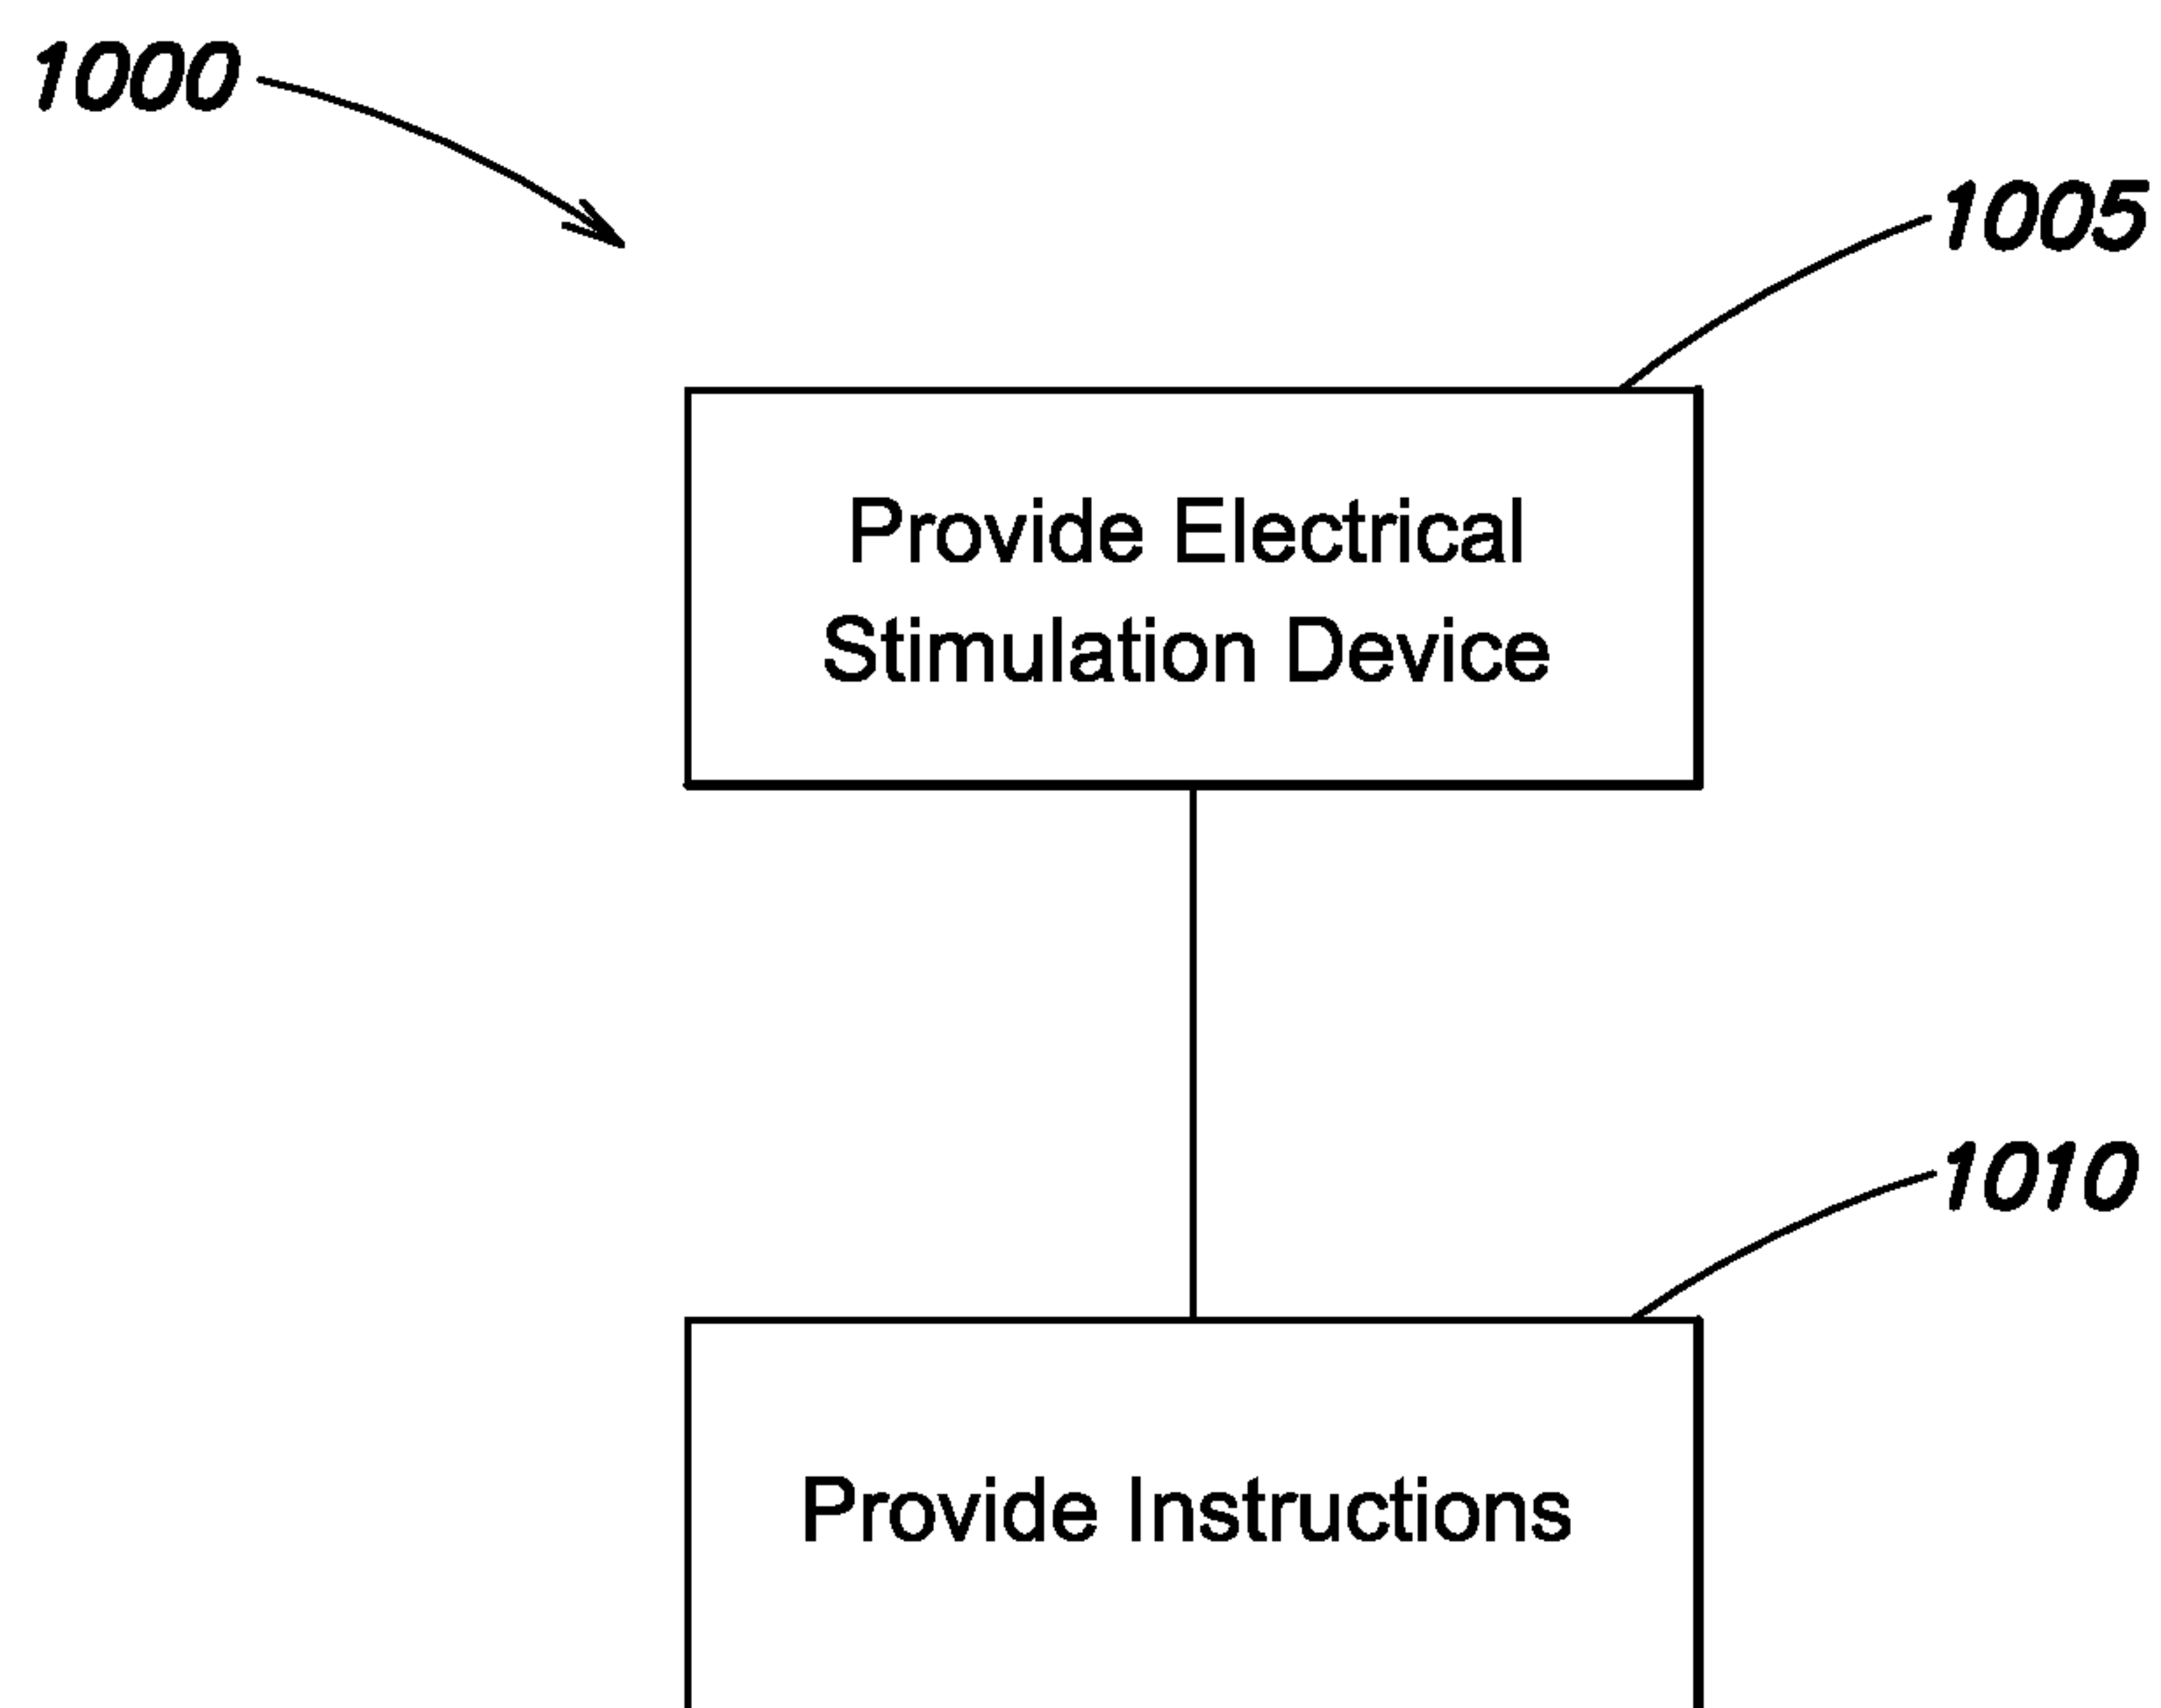 1000
1005
Provide Electrical
Stimulation Device
1010
Provide Instructions